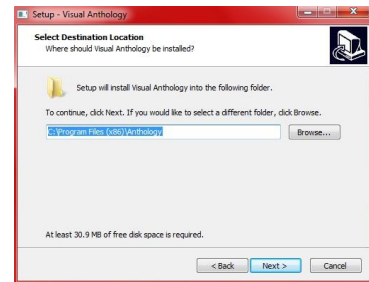 Setup - Visual Anthology
Select Destination Location
Where should Visual Anthology be installed?
Setup will install Visual Anthology into the following folder.
To continue, click Next. If you would like to select a different folder, click Browse.
C:\Program Files (x86)\Anthology
Browse...
At least 30.9 MB of free disk space is required.
< Back
Next >
Cancel